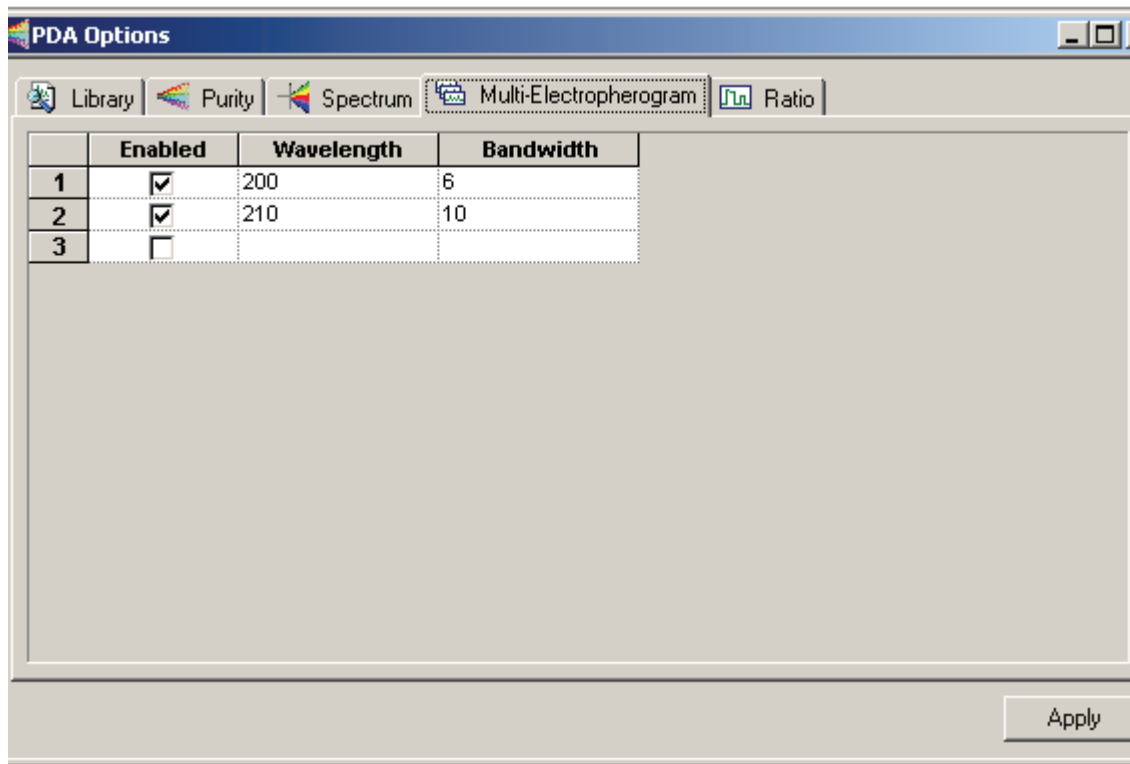 PDA Options
Library Purity Spectrum Multi-Electropherogram Ratio
Enabled Wavelength Bandwidth
1 200 6
2 210 10
3
Apply